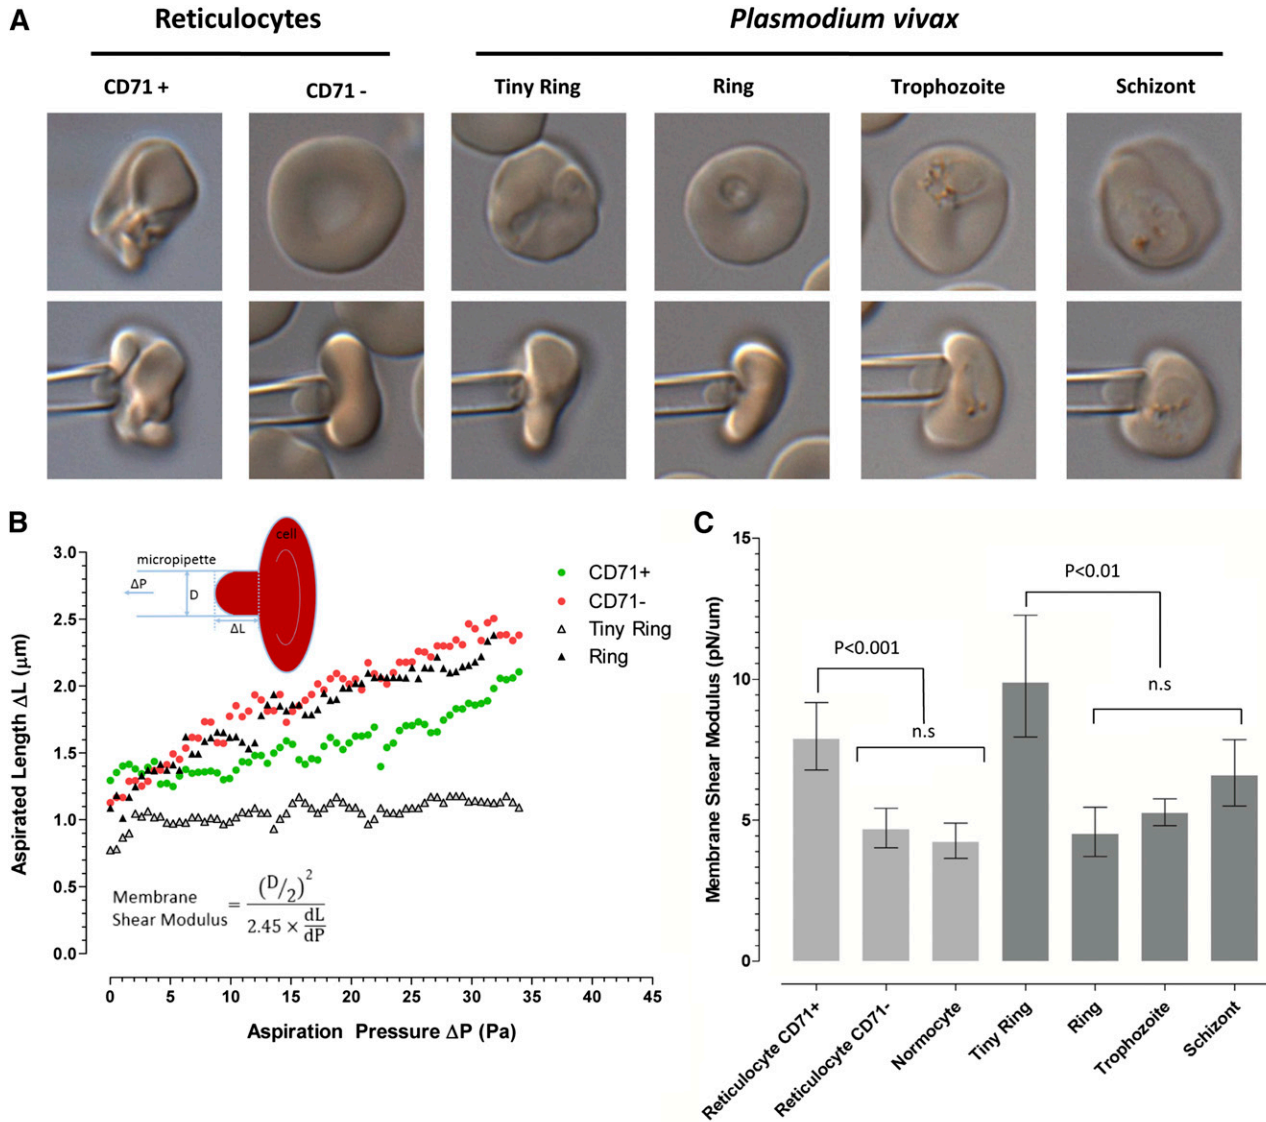 A
Reticulocytes
Plasmodium vivax
CD71 +
CD71 -
Tiny Ring
Ring
Trophozoite
Schizont
B
3.0
2.5
2.0
1.5
1.0
0.5
0.0
Aspirated Length ΔL (μm)
micropipette
cell
ΔP
D
ΔL
CD71+
CD71-
Tiny Ring
Ring
Membrane
Shear Modulus
= (D/2)² / 2.45 × dL/dP
0 5 10 15 20 25 30 35 40 45
Aspiration Pressure ΔP (Pa)
C
15
10
5
0
Membrane Shear Modulus (pN/um)
P<0.001
n.s
P<0.01
n.s
Reticulocyte CD71+
Reticulocyte CD71-
Normocyte
Tiny Ring
Ring
Trophozoite
Schizont